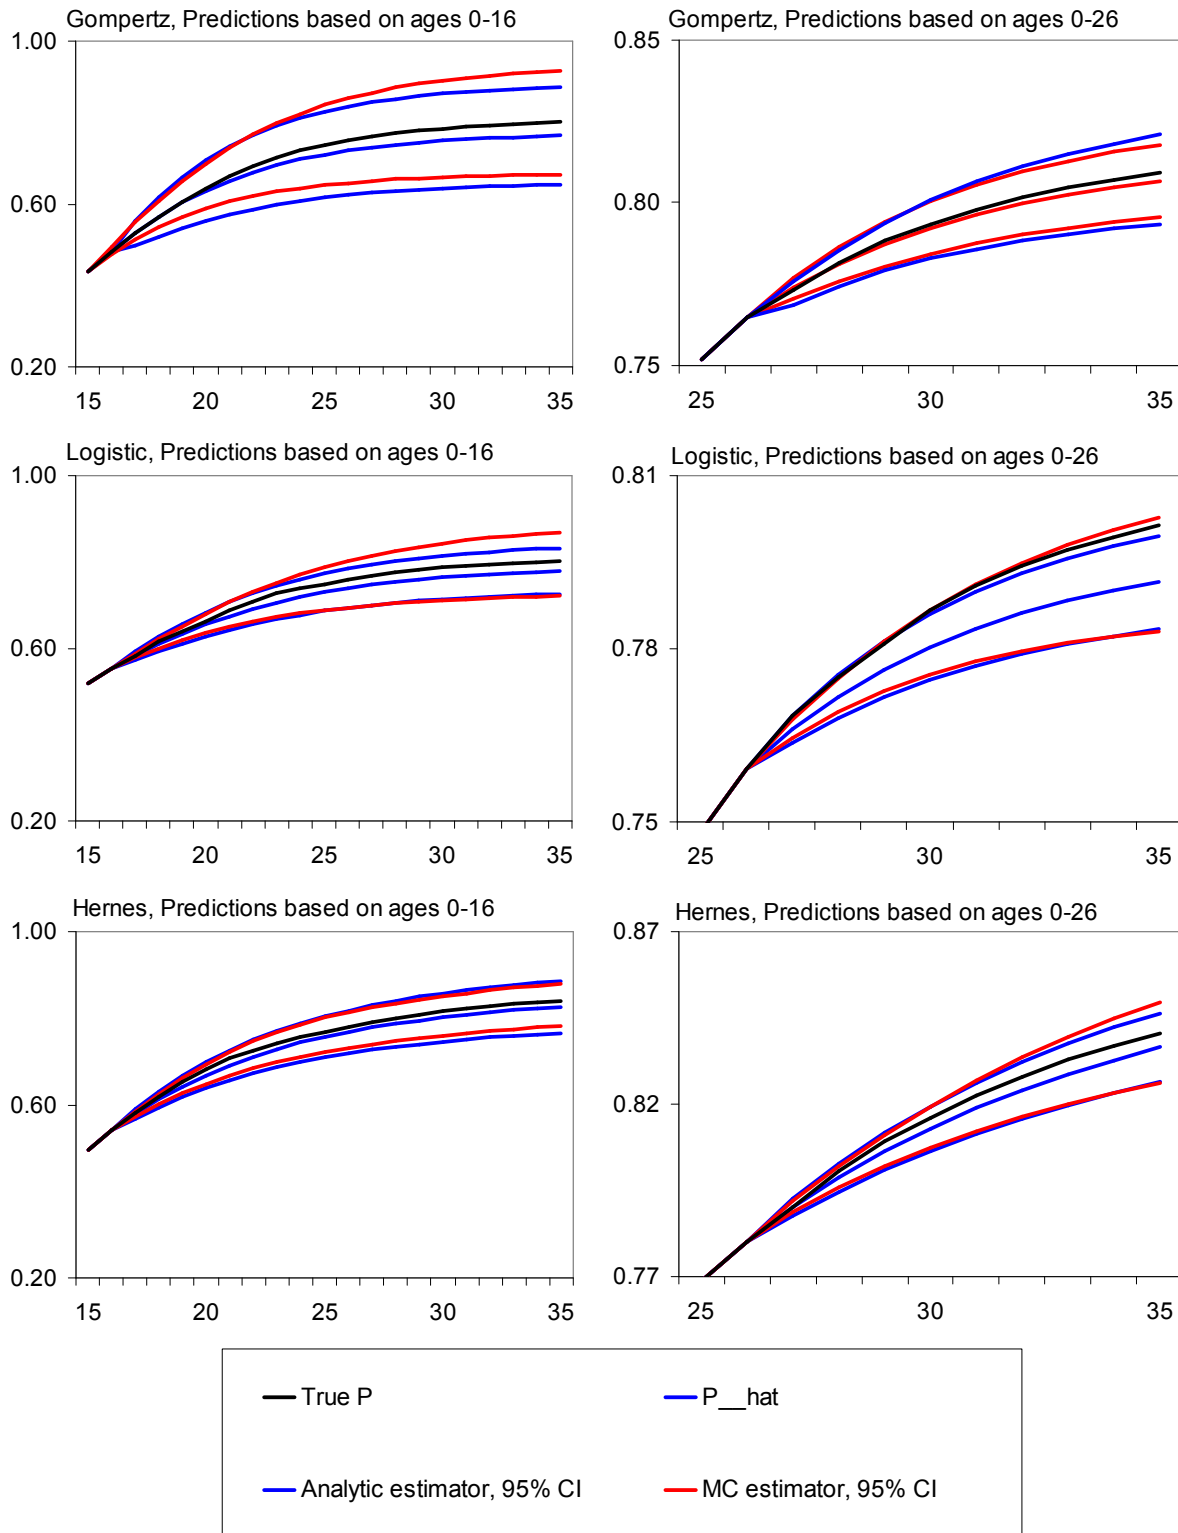 Gompertz, Predictions based on ages 0-16
1.00
0.60
0.20
15 20 25 30 35
Gompertz, Predictions based on ages 0-26
0.85
0.80
0.75
25 30 35
Logistic, Predictions based on ages 0-16
1.00
0.60
0.20
15 20 25 30 35
Logistic, Predictions based on ages 0-26
0.81
0.78
0.75
25 30 35
Hernes, Predictions based on ages 0-16
1.00
0.60
0.20
15 20 25 30 35
Hernes, Predictions based on ages 0-26
0.87
0.82
0.77
25 30 35
True P
P__hat
Analytic estimator, 95% CI
MC estimator, 95% CI